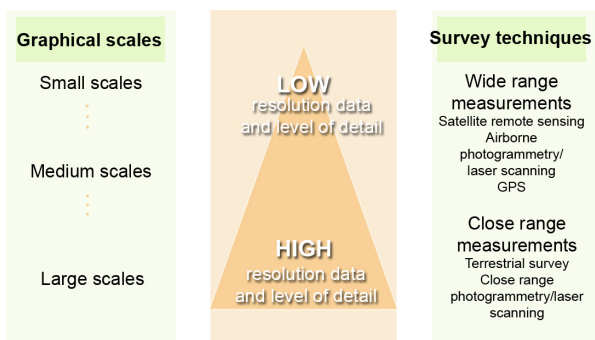 Graphical scales
Small scales
Medium scales
Large scales
LOW
resolution data
and level of detail
HIGH
resolution data
and level of detail
Survey techniques
Wide range
measurements
Satellite remote sensing
Airborne
photogrammetry/
laser scanning
GPS
Close range
measurements
Terrestrial survey
Close range
photogrammetry/laser
scanning